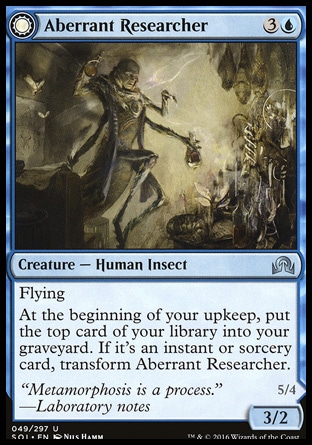 Aberrant Researcher 3
Creature — Human Insect
Flying
At the beginning of your upkeep, put
the top card of your library into your
graveyard. If it's an instant or sorcery
card, transform Aberrant Researcher.
"Metamorphosis is a process." 5/4
—Laboratory notes
3/2
049/297 U
SOI • EN Nils Hamm ™ & © 2016 Wizards of the Coast